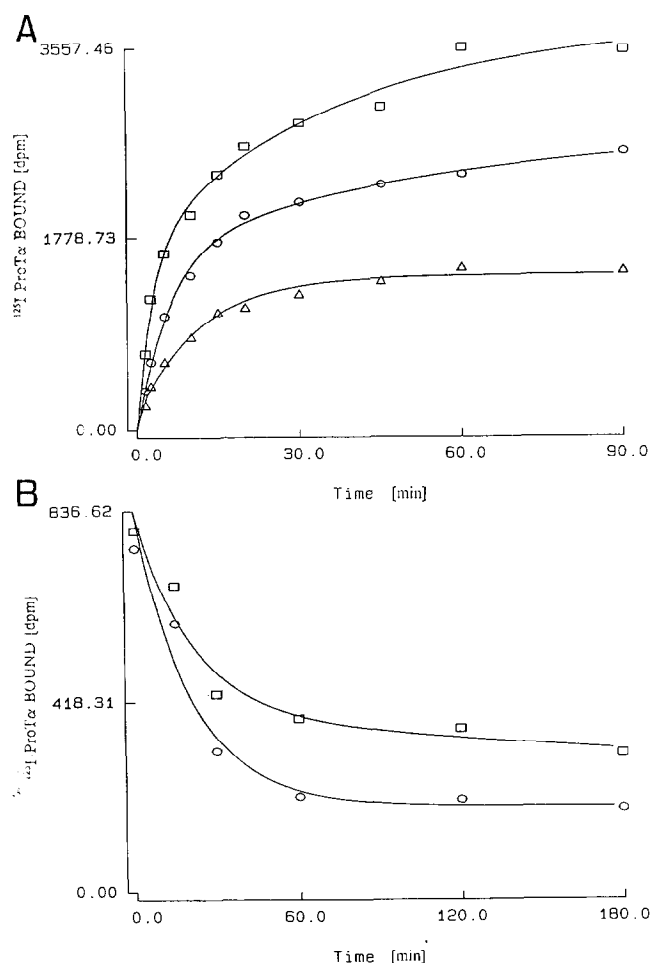 A
3557.46
1778.73
0.00
¹²⁵I ProTα BOUND [dpm]
0.0 30.0 60.0 90.0
Time [min]
B
836.62
418.31
0.00
¹²⁵I ProTα BOUND [dpm]
0.0 60.0 120.0 180.0
Time [min]